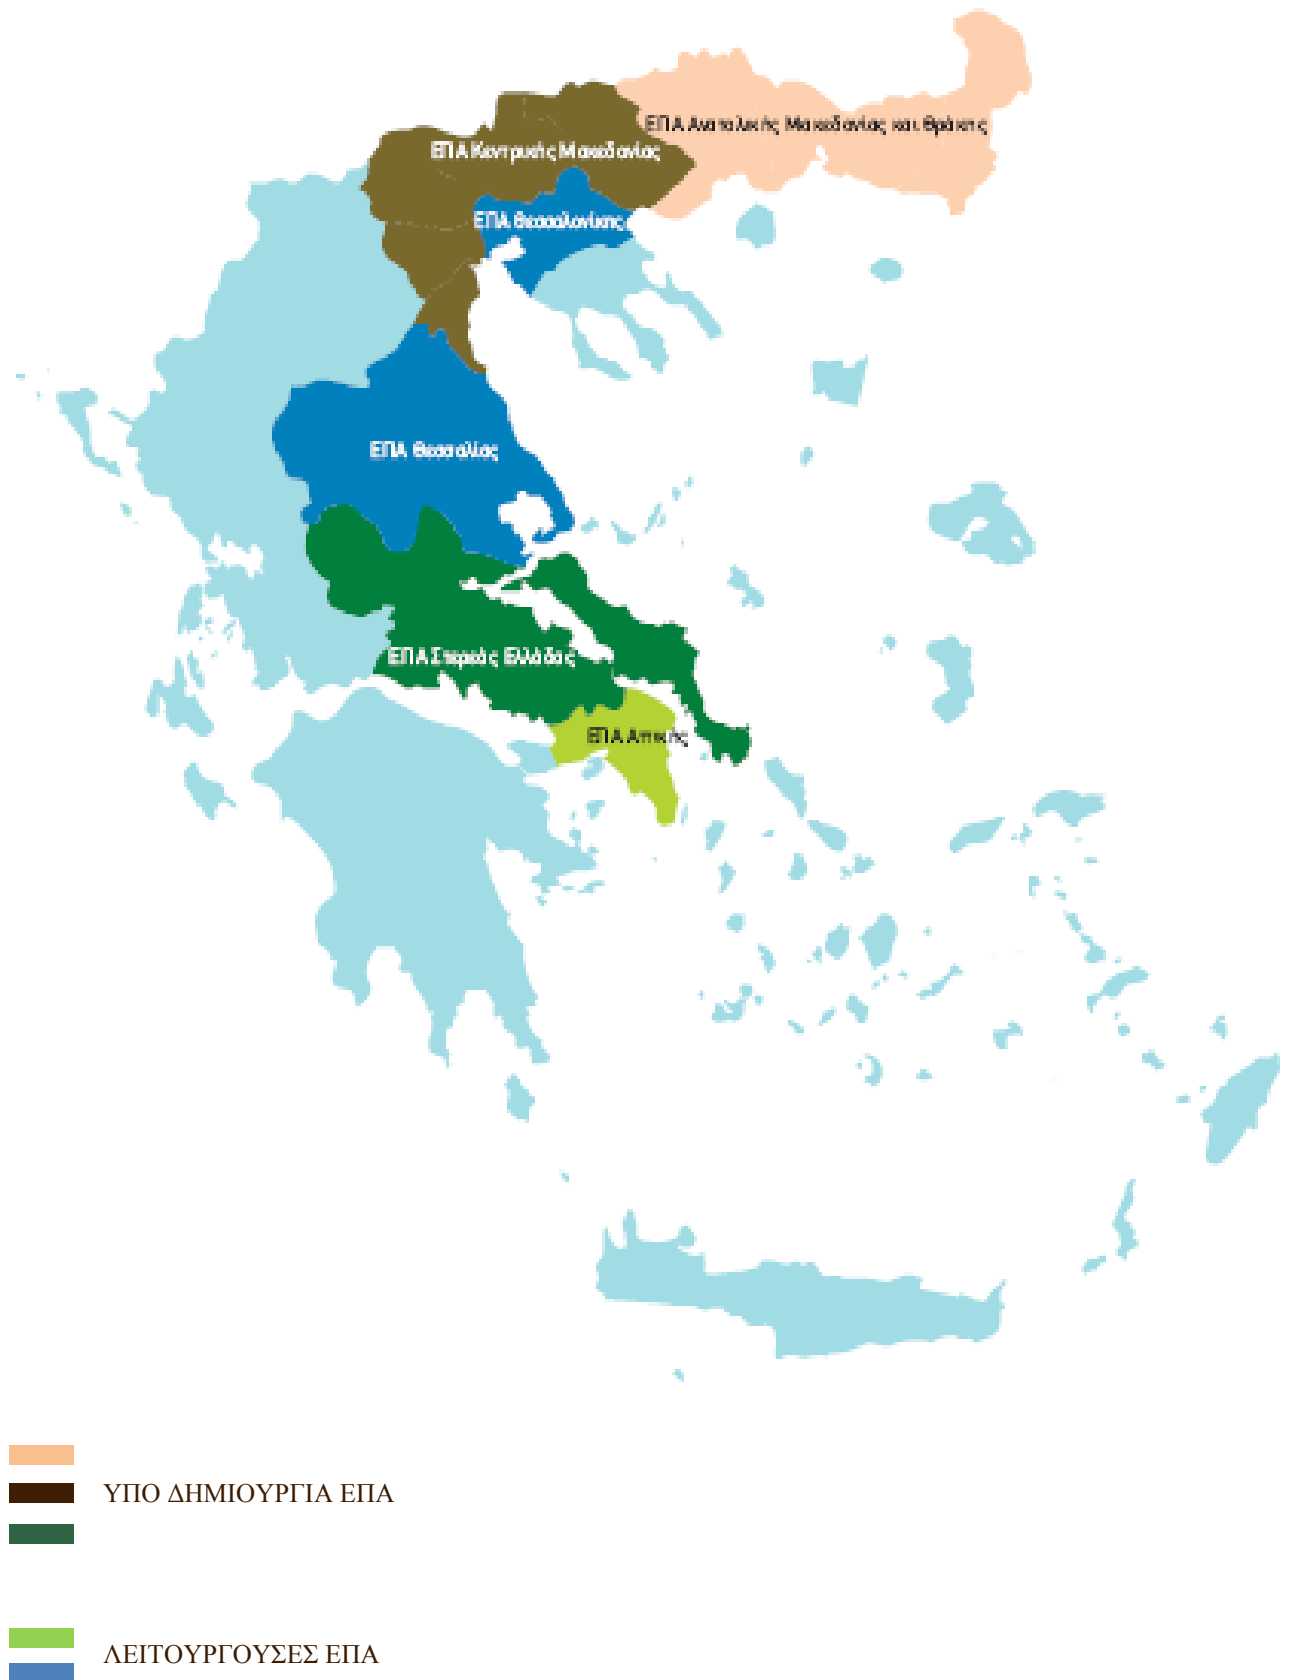 ΕΠΑ Ανατολικής Μακεδονίας και Θράκης
ΕΠΑ Κεντρικής Μακεδονίας
ΕΠΑ Θεσσαλονίκης
ΕΠΑ Θεσσαλίας
ΕΠΑ Στερεάς Ελλάδας
ΕΠΑ Αττικής
ΥΠΟ ΔΗΜΙΟΥΡΓΙΑ ΕΠΑ
ΛΕΙΤΟΥΡΓΟΥΣΕΣ ΕΠΑ